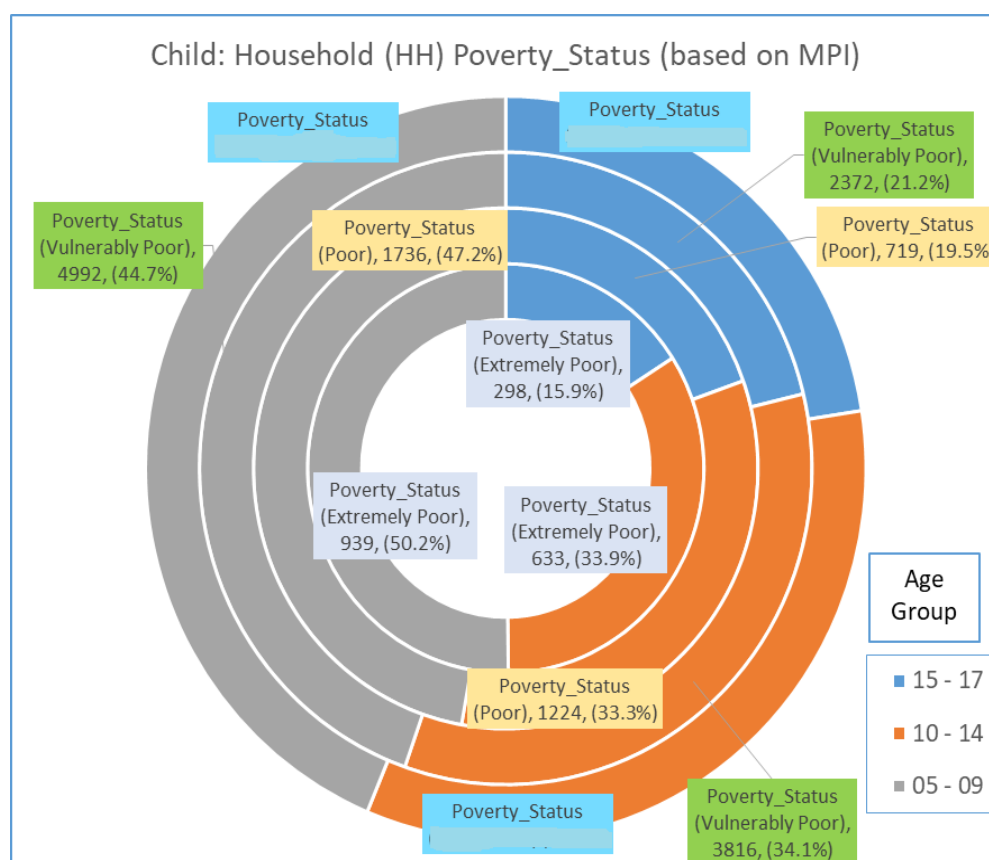 Child: Household (HH) Poverty_Status (based on MPI)
Poverty_Status
Poverty_Status
Poverty_Status
(Vulnerably Poor),
2372, (21.2%)
Poverty_Status
(Vulnerably Poor),
4992, (44.7%)
Poverty_Status
(Poor), 1736, (47.2%)
Poverty_Status
(Poor), 719, (19.5%
Poverty_Status
(Extremely Poor),
298, (15.9%)
Poverty_Status
(Extremely Poor),
939, (50.2%)
Poverty_Status
(Extremely Poor),
633, (33.9%)
Age
Group
15 - 17
10 - 14
05 - 09
Poverty_Status
(Poor), 1224, (33.3%)
Poverty_Status
Poverty_Status
(Vulnerably Poor),
3816, (34.1%)